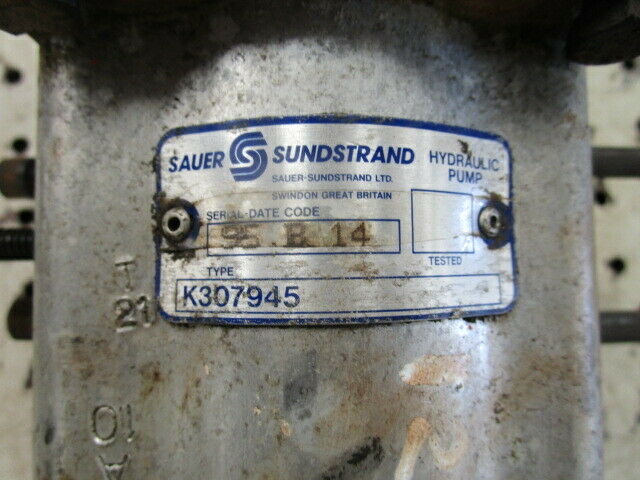 SAUER SUNDSTRAND
HYDRAULIC
PUMP
SAUER-SUNDSTRAND LTD.
SWINDON GREAT BRITAIN
SERIAL-DATE CODE
95 B 14
TESTED
TYPE
K307945
T
21
10
A